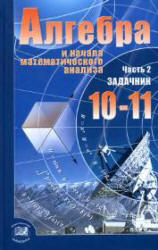 Алгебра
и начала
математического
анализа
Часть 2
ЗАДАЧНИК
10-11